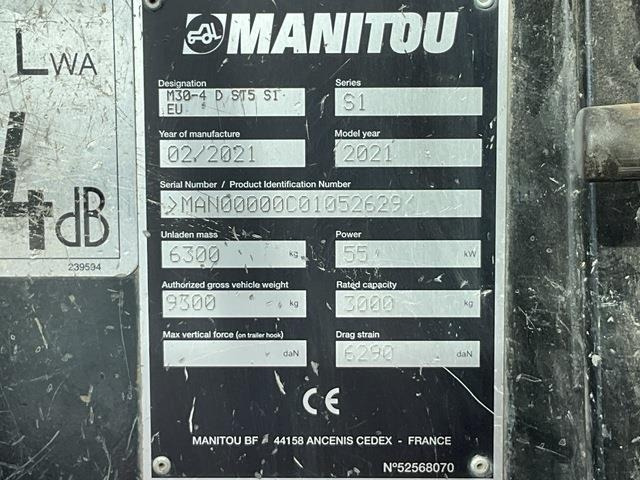 LWA
4dB
239594
MANITOU
Designation
M30-4 D ST5 S1
EU
Series
S1
Year of manufacture
02/2021
Model year
2021
Serial Number / Product Identification Number
>MAN00000C01052629<
Unladen mass
6300 kg
Power
55 kW
Authorized gross vehicle weight
9300 kg
Rated capacity
3000 kg
Max vertical force (on trailer hook)
daN
Drag strain
6290 daN
CE
MANITOU BF - 44158 ANCENIS CEDEX - FRANCE
N°52568070